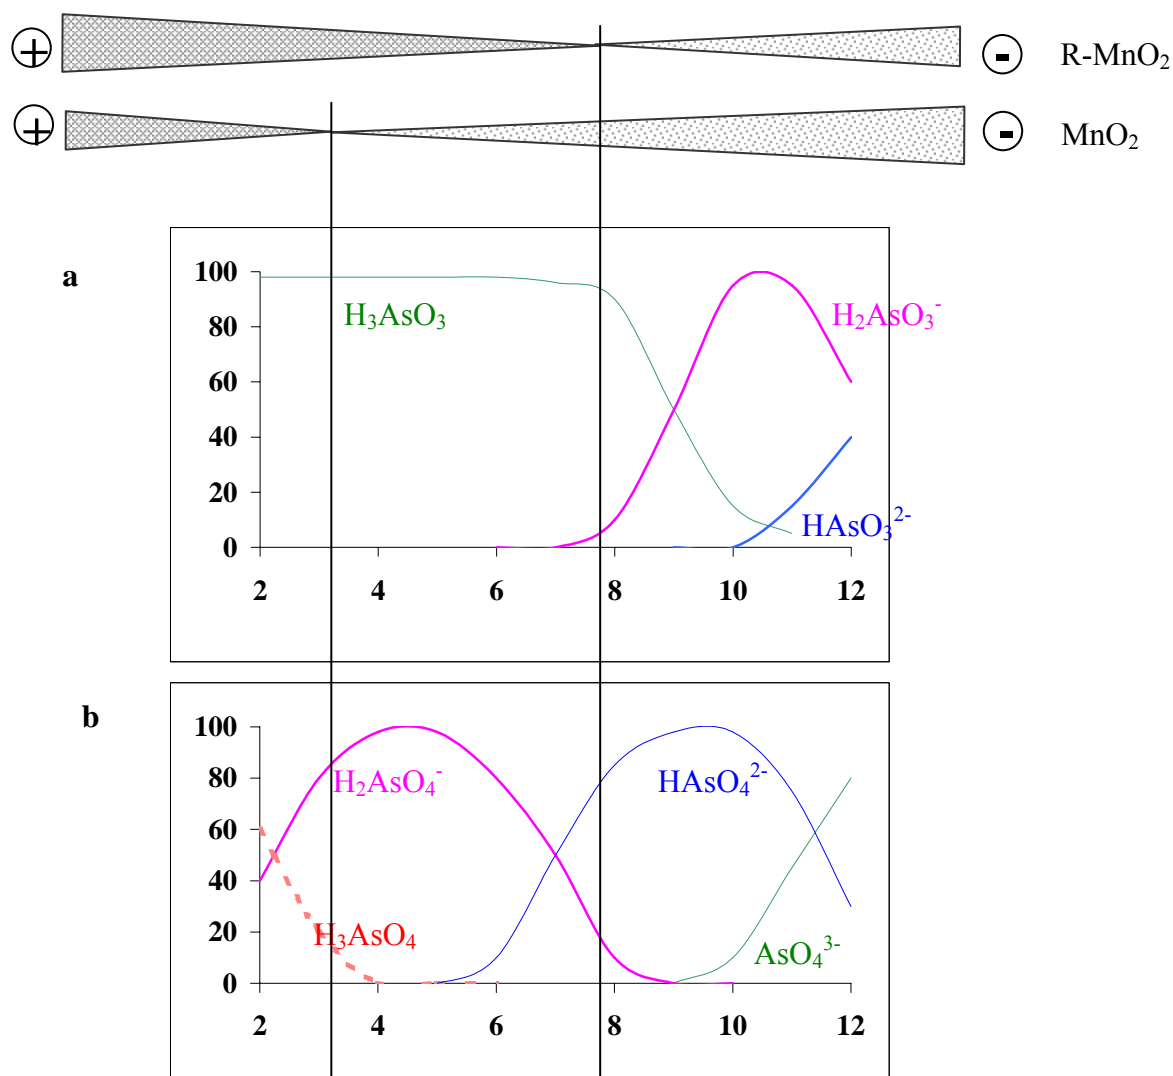 + - R-MnO₂
+ - MnO₂
a
100
80
60
40
20
0
H₃AsO₃
H₂AsO₃⁻
HAsO₃²⁻
2 4 6 8 10 12
b
100
80
60
40
20
0
H₂AsO₄⁻
HAsO₄²⁻
H₃AsO₄
AsO₄³⁻
2 4 6 8 10 12